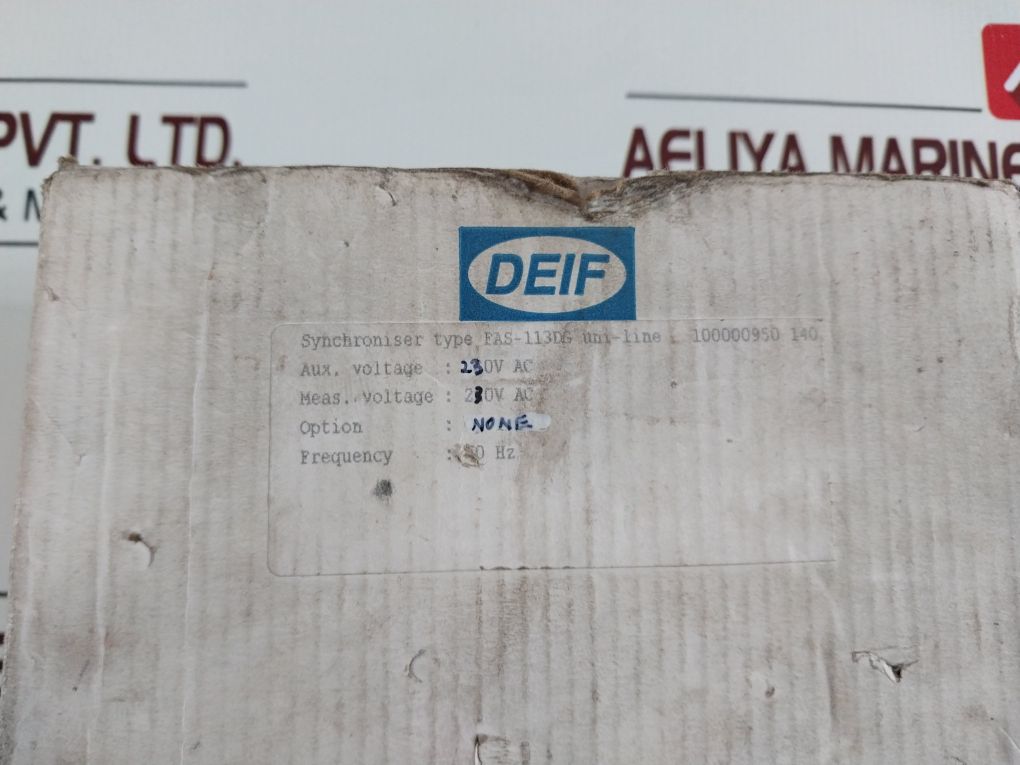 PVT. LTD.
AELIYA MARINE
&
DEIF
Synchroniser type FAS-113DG uni-line 100000950 140
Aux. voltage : 230V AC
Meas. voltage : 230V AC
Option : NONE
Frequency : Hz